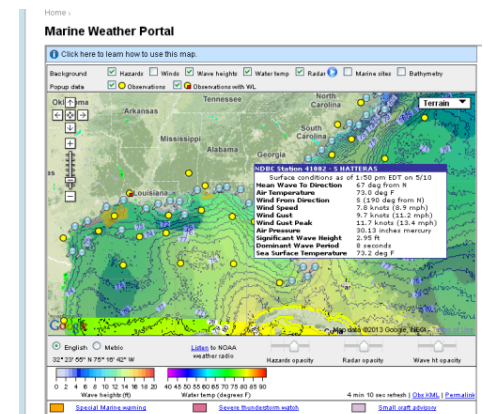 Home ›
Marine Weather Portal
Click here to learn how to use this map.
Background Hazards Winds Wave heights Water temp Radar Marine sites Bathymetry
Popup data Observations Observations with WL
Terrain
Tennessee
North Carolina
Arkansas
South Carolina
Mississippi
Alabama
Georgia
Louisiana
NDBC Station 41002 - S HATTERAS
Surface conditions as of 1:50 pm EDT on 5/10
Mean Wave To Direction 67 deg from N
Air Temperature 73.0 deg F
Wind From Direction S (190 deg from N)
Wind Speed 7.8 knots (8.9 mph)
Wind Gust 9.7 knots (11.2 mph)
Wind Gust Peak 11.7 knots (13.4 mph)
Air Pressure 30.13 inches mercury
Significant Wave Height 2.95 ft
Dominant Wave Period 8 seconds
Sea Surface Temperature 73.2 deg F
Google
Map data ©2013 Google, INEGI - Terms of Use
English Metric
Listen to NOAA weather radio
32° 23' 55" N 75° 16' 42" W
Hazards opacity Radar opacity Wave ht opacity
0 2 4 6 8 10 12 14 16 18 20
40 45 50 55 60 65 70 75 80 85 90
Wave heights (ft) Water temp (degrees F)
4 min 10 sec refresh | Obs KML | Permalink
Special Marine warning Severe thunderstorm watch Small craft advisory